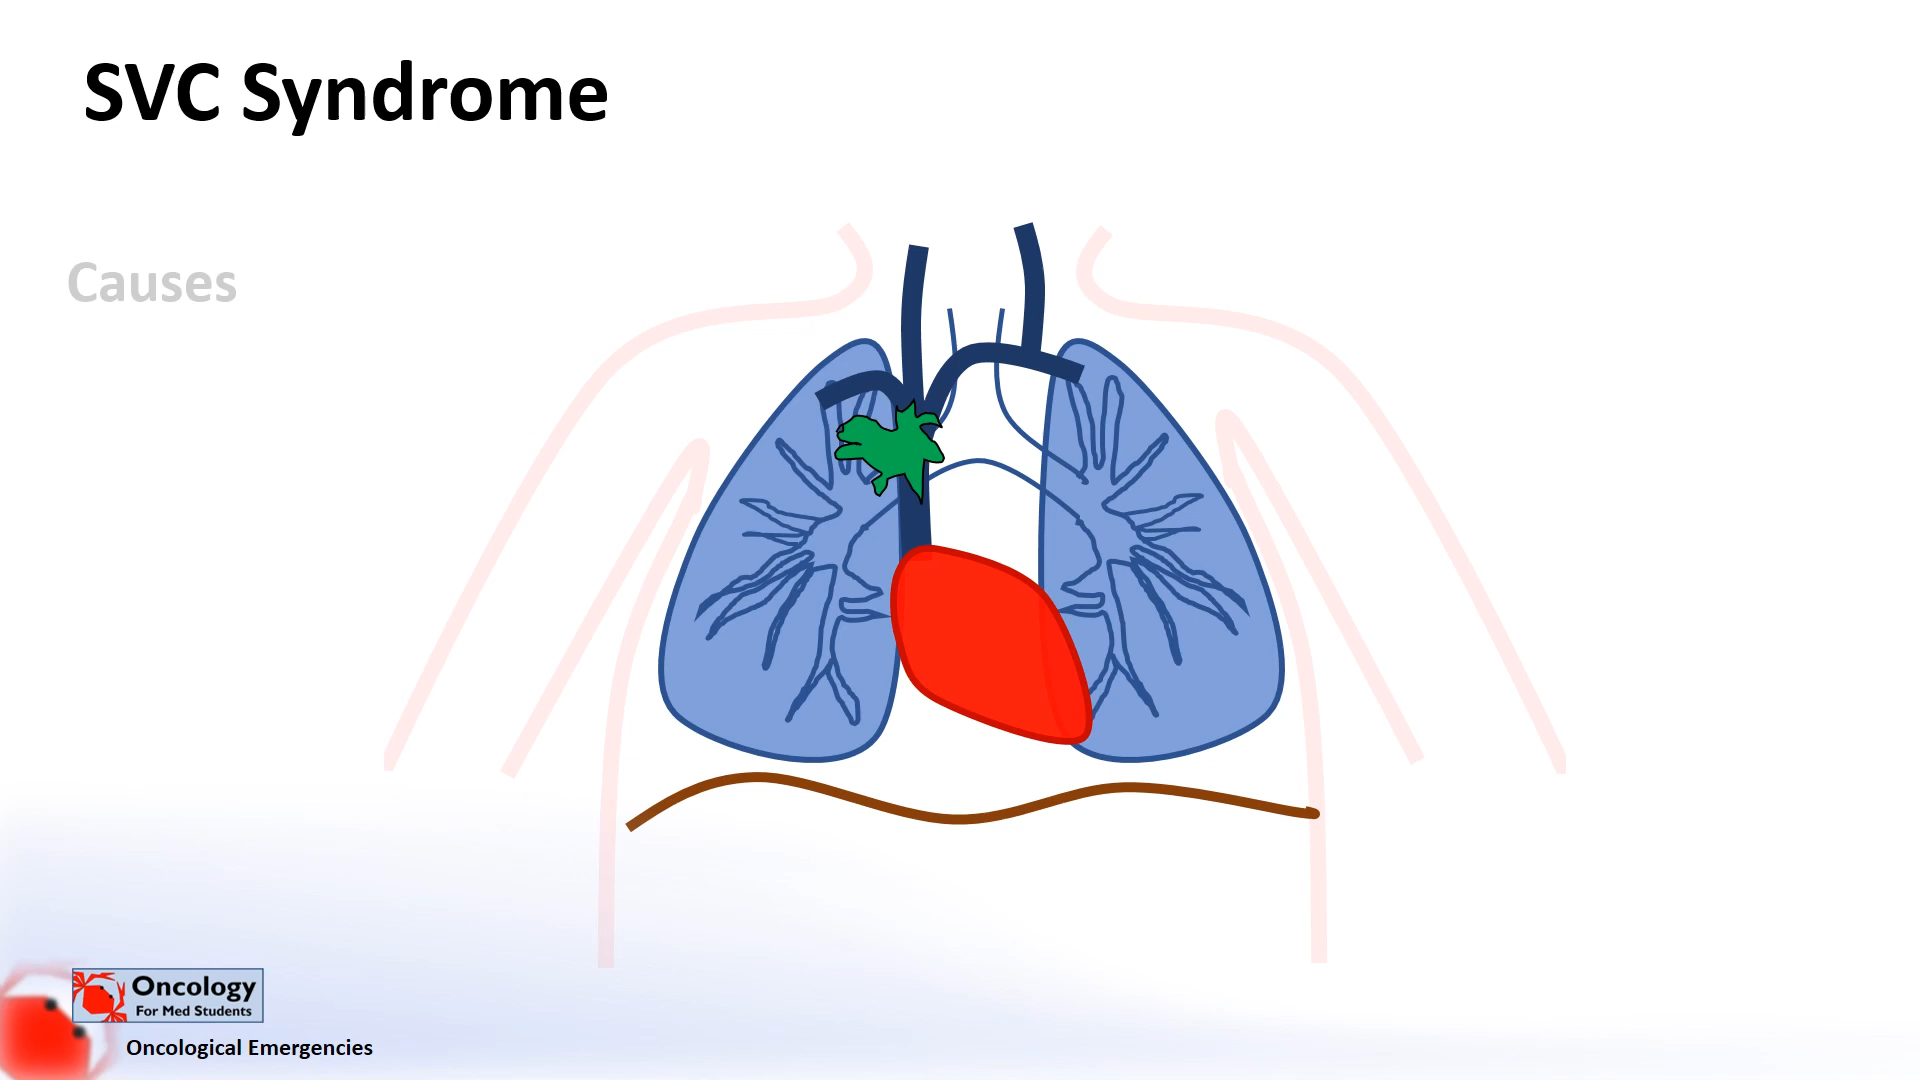 SVC Syndrome
Causes
Oncology
For Med Students
Oncological Emergencies